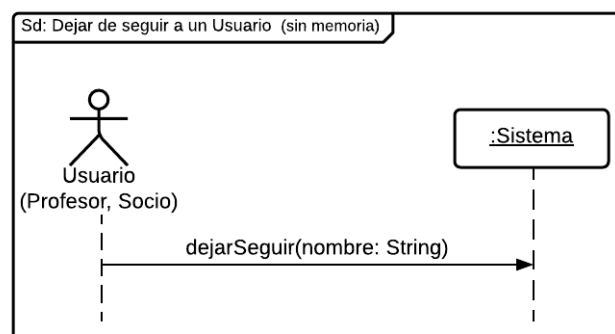 Sd: Dejar de seguir a un Usuario (sin memoria)
:Sistema
Usuario
(Profesor, Socio)
dejarSeguir(nombre: String)